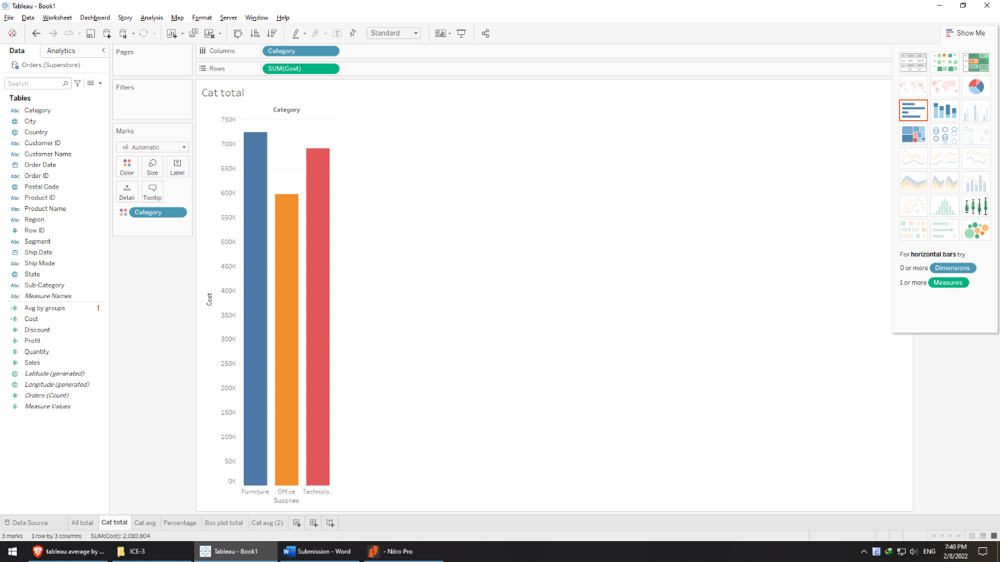 Tableau - Book1
File Data Worksheet Dashboard Story Analysis Map Format Server Window Help
Standard
Show Me
Data Analytics
Orders (Superstore)
Search
Tables
Abc Category
City
Country
Abc Customer ID
Abc Customer Name
Order Date
Abc Order ID
Postal Code
Abc Product ID
Abc Product Name
Abc Region
Row ID
Abc Segment
Ship Date
Abc Ship Mode
State
Abc Sub-Category
Abc Measure Names
Avg by groups !
Cost
Discount
Profit
Quantity
Sales
Latitude (generated)
Longitude (generated)
Orders (Count)
Measure Values
Pages
Filters
Marks
Automatic
Color Size Label
Detail Tooltip
Category
Columns Category
Rows SUM(Cost)
Cat total
Category
750K
700K
650K
600K
550K
500K
450K
400K
350K
300K
250K
200K
150K
100K
50K
0K
Cost
Furniture Office Supplies Technolo..
For horizontal bars try
0 or more Dimensions
1 or more Measures
Data Source All total Cat total Cat avg Percentage Box plot total Cat avg (2)
3 marks 1 row by 3 columns SUM(Cost): 2,010,804
tableau average by ... ICE-3 Tableau - Book1 Submission - Word - Nitro Pro
ENG
7:40 PM
2/8/2022